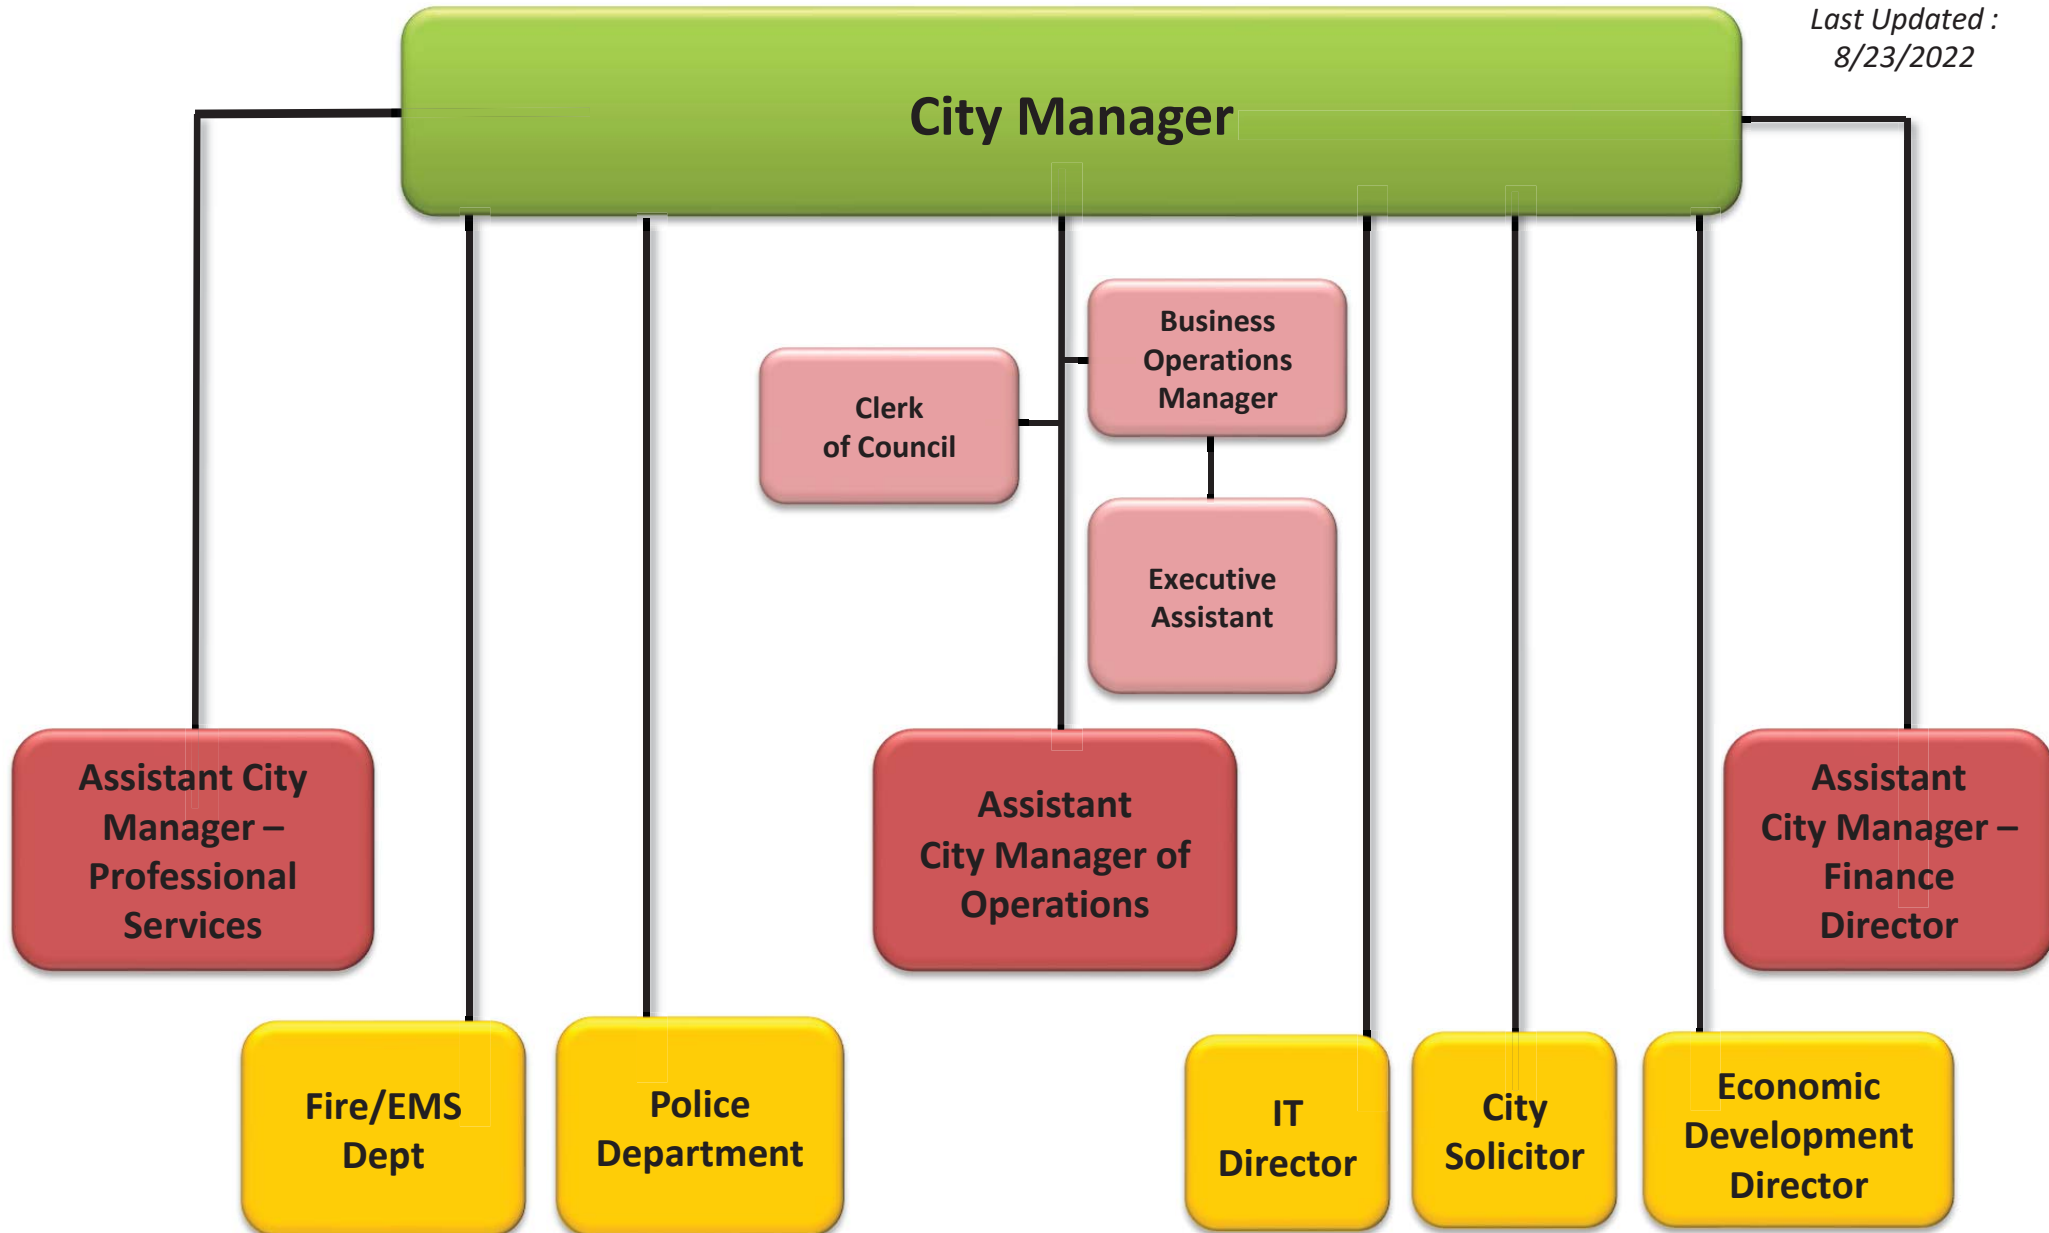 Last Updated :
8/23/2022
City Manager
Business
Operations
Manager
Clerk
of Council
Executive
Assistant
Assistant City
Manager –
Professional
Services
Assistant
City Manager of
Operations
Assistant
City Manager –
Finance
Director
Fire/EMS
Dept
Police
Department
IT
Director
City
Solicitor
Economic
Development
Director